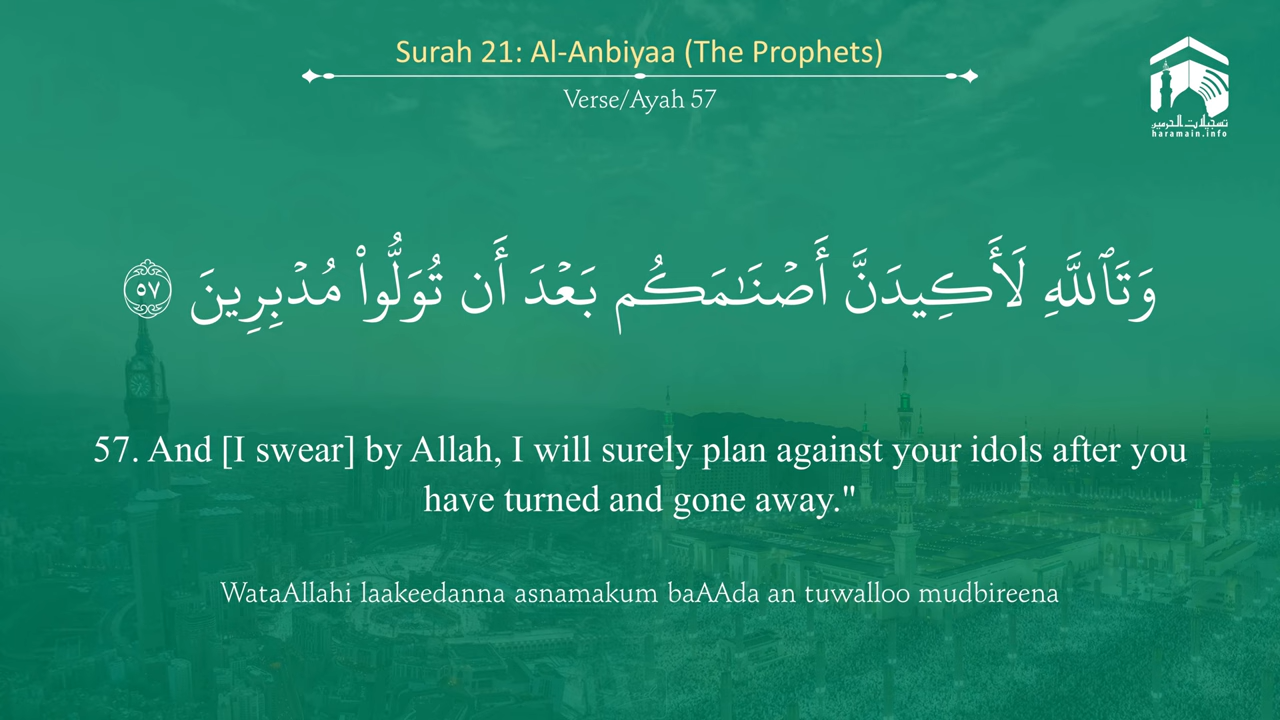 Surah 21: Al-Anbiyaa (The Prophets)
Verse/Ayah 57
تسجيلات الحرمين
haramain.info
وَتَٱللَّهِ لَأَكِيدَنَّ أَصْنَـٰمَكُم بَعْدَ أَن تُوَلُّوا۟ مُدْبِرِينَ ٥٧
57. And [I swear] by Allah, I will surely plan against your idols after you
have turned and gone away."
WataAllahi laakeedanna asnamakum baAAda an tuwalloo mudbireena